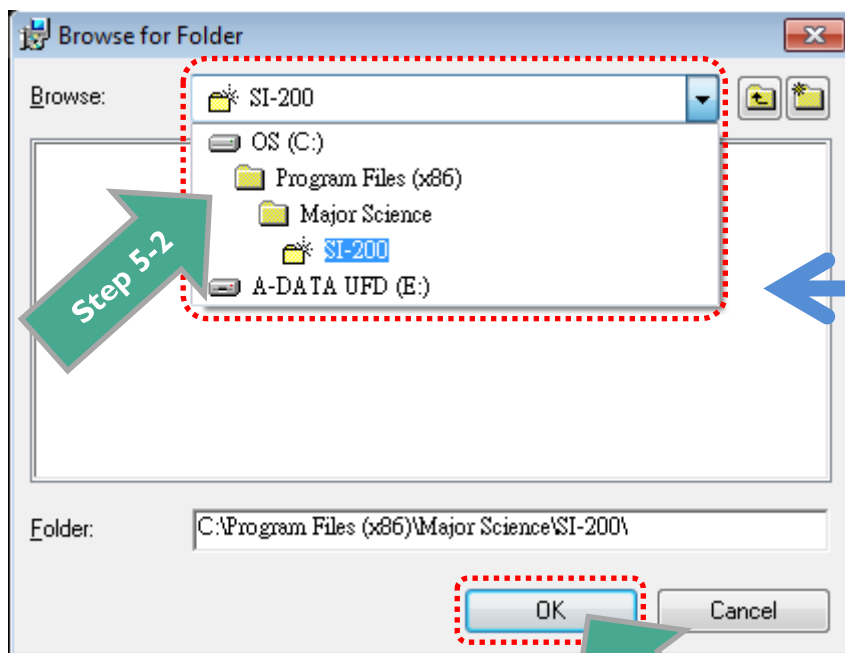 Browse for Folder
Browse:
SI-200
OS (C:)
Program Files (x86)
Major Science
SI-200
A-DATA UFD (E:)
Step 5-2
Folder:
C:\Program Files (x86)\Major Science\SI-200\
OK
Cancel